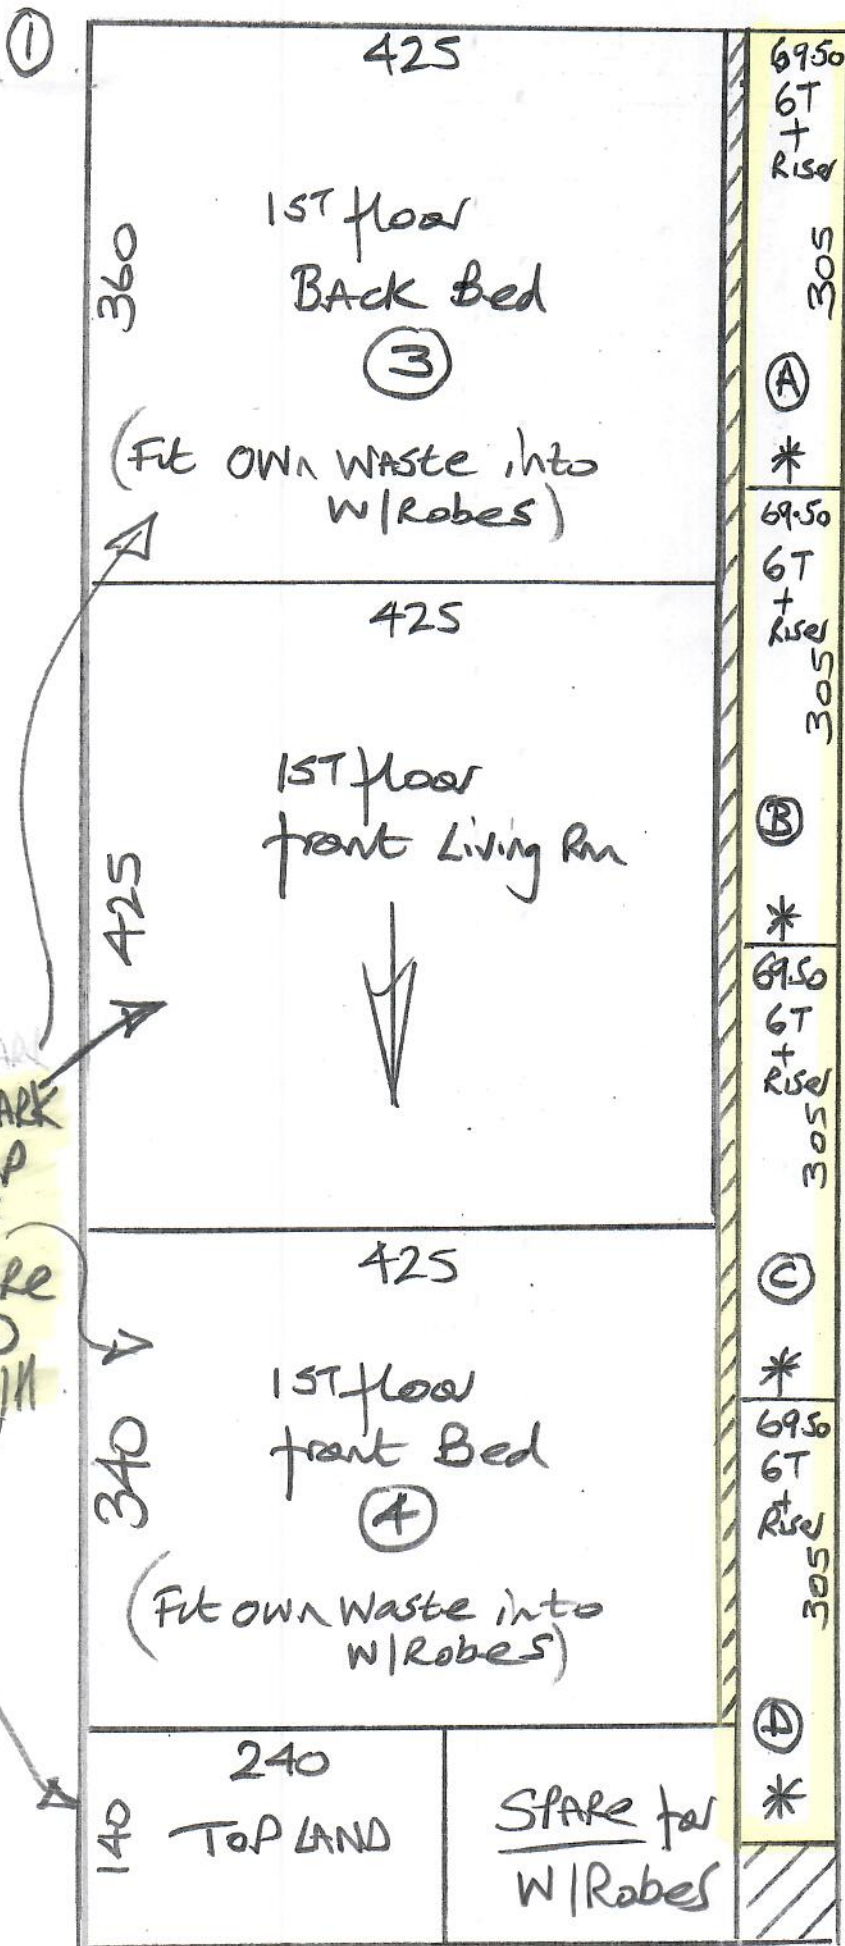 ①
425
360
1ST floor
BACK Bed
③
(Fit OWN WASTE into
W/Robes)
425
425
1ST floor
front Living Rm
425
340
1ST floor
front Bed
④
(Fit OWN WASTE into
W/Robes)
240
140
TOP LAND
SPARE for
W/Robes
69.50
6T
+
Riser
305
Ⓐ
*
69.50
6T
+
Riser
305
Ⓑ
*
69.50
6T
+
Riser
305
Ⓒ
*
69.50
6T
+
Riser
305
Ⓓ
*